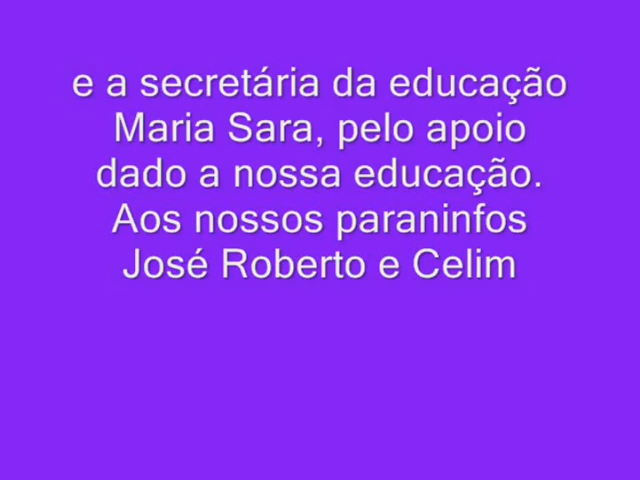 e a secretária da educação
Maria Sara, pelo apoio
dado a nossa educação.
Aos nossos paraninfos
José Roberto e Celim